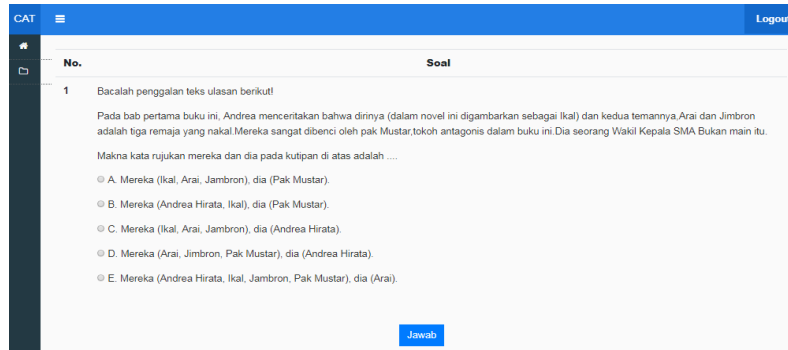 CAT
Logout
No. Soal
1 Bacalah penggalan teks ulasan berikut!
Pada bab pertama buku ini, Andrea menceritakan bahwa dirinya (dalam novel ini digambarkan sebagai Ikal) dan kedua temannya,Arai dan Jimbron
adalah tiga remaja yang nakal.Mereka sangat dibenci oleh pak Mustar,tokoh antagonis dalam buku ini.Dia seorang Wakil Kepala SMA Bukan main itu.
Makna kata rujukan mereka dan dia pada kutipan di atas adalah ....
A. Mereka (Ikal, Arai, Jambron), dia (Pak Mustar).
B. Mereka (Andrea Hirata, Ikal), dia (Pak Mustar).
C. Mereka (Ikal, Arai, Jambron), dia (Andrea Hirata).
D. Mereka (Arai, Jimbron, Pak Mustar), dia (Andrea Hirata).
E. Mereka (Andrea Hirata, Ikal, Jambron, Pak Mustar), dia (Arai).
Jawab